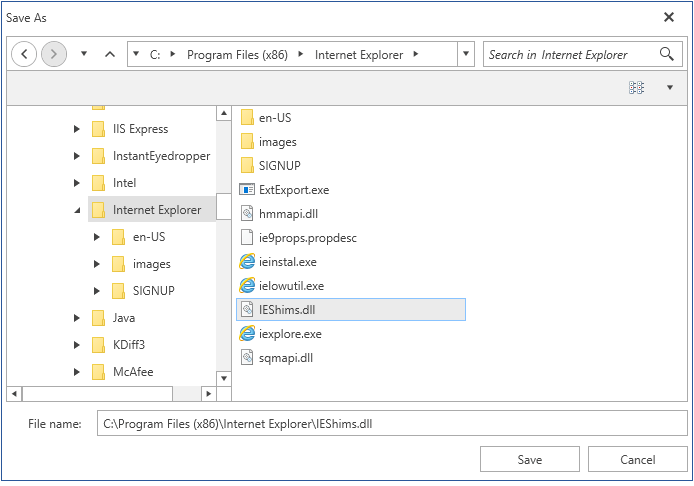 Save As
C: Program Files (x86) Internet Explorer
Search in Internet Explorer
IIS Express
InstantEyedropper
Intel
Internet Explorer
en-US
images
SIGNUP
Java
KDiff3
McAfee
en-US
images
SIGNUP
ExtExport.exe
hmmapi.dll
ie9props.propdesc
ieinstal.exe
ielowutil.exe
IEShims.dll
iexplore.exe
sqmapi.dll
File name: C:\Program Files (x86)\Internet Explorer\IEShims.dll
Save Cancel